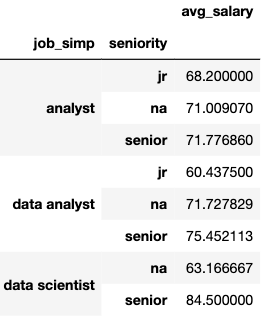 avg_salary
job_simp seniority
jr 68.200000
analyst na 71.009070
senior 71.776860
jr 60.437500
data analyst na 71.727829
senior 75.452113
data scientist na 63.166667
senior 84.500000